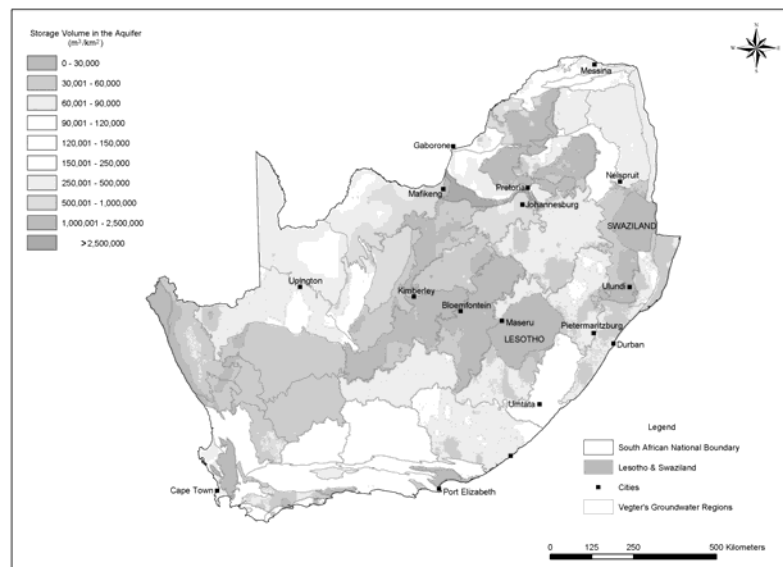 Storage Volume in the Aquifer
(m³/km²)
0 - 30,000
30,001 - 60,000
60,001 - 90,000
90,001 - 120,000
120,001 - 150,000
150,001 - 250,000
250,001 - 500,000
500,001 - 1,000,000
1,000,001 - 2,500,000
>2,500,000
N
W
E
S
Messina
Gaborone
Mafikeng
Pretoria
Nelspruit
Johannesburg
SWAZILAND
Upington
Kimberley
Ulundi
Bloemfontein
Maseru
LESOTHO
Pietermaritzburg
Durban
Umtata
Cape Town
Port Elizabeth
Legend
South African National Boundary
Lesotho & Swaziland
Cities
Vegter's Groundwater Regions
0 125 250 500 Kilometers